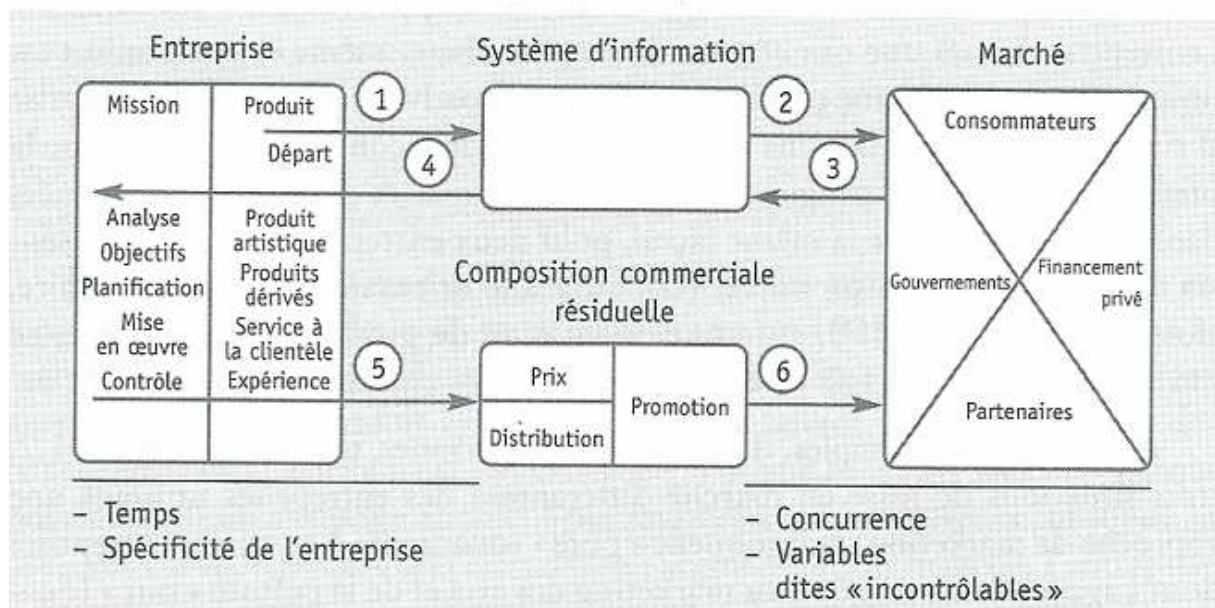 Entreprise
Système d'information
Marché
Mission
Produit
1
2
Consommateurs
Départ
4
3
Analyse
Objectifs
Planification
Mise
en œuvre
Contrôle
Produit
artistique
Produits
dérivés
Service à
la clientèle
Expérience
Composition commerciale
résiduelle
Gouvernements
Financement
privé
5
Prix
Distribution
Promotion
6
Partenaires
– Temps
– Spécificité de l'entreprise
– Concurrence
– Variables
dites «incontrôlables»